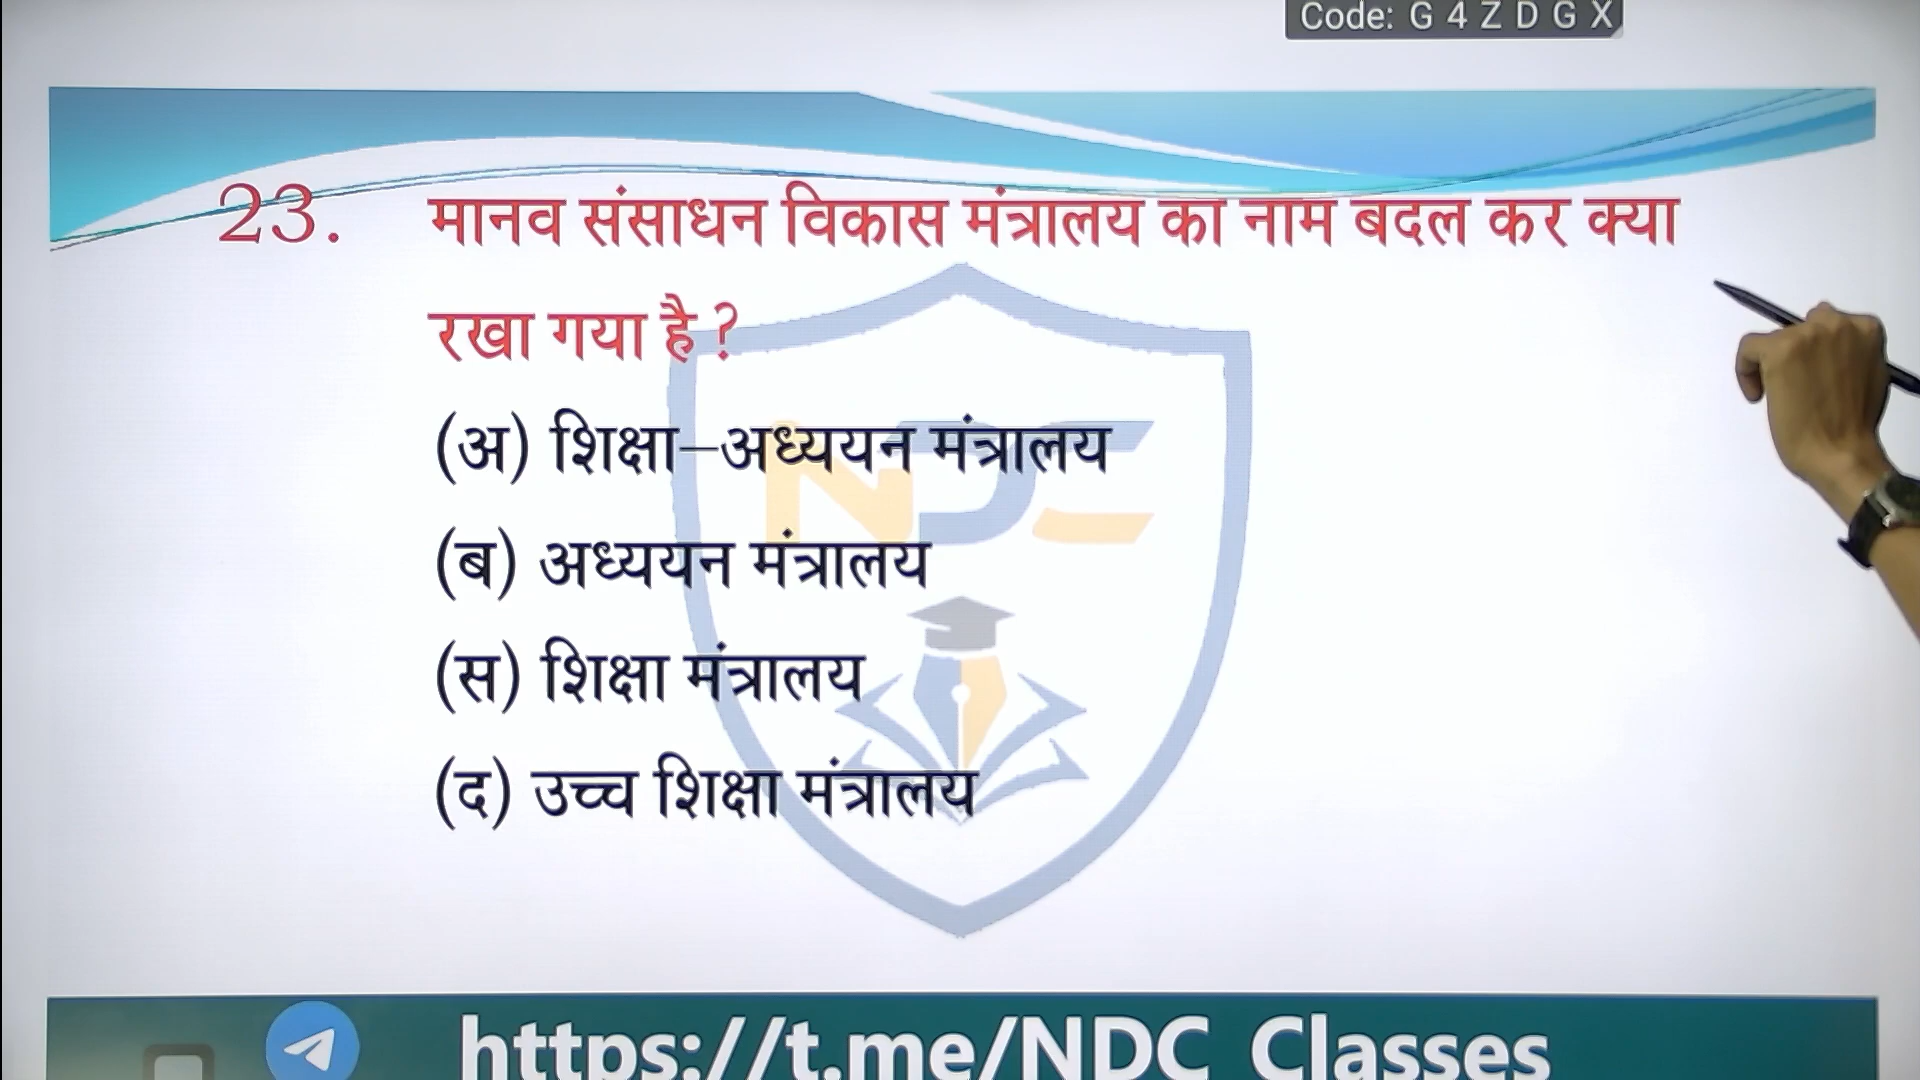 Code: G 4 Z D G X
23. मानव संसाधन विकास मंत्रालय का नाम बदल कर क्या
रखा गया है ?
(अ) शिक्षा–अध्ययन मंत्रालय
NDC
(ब) अध्ययन मंत्रालय
(स) शिक्षा मंत्रालय
(द) उच्च शिक्षा मंत्रालय
https://t.me/NDC_Classes